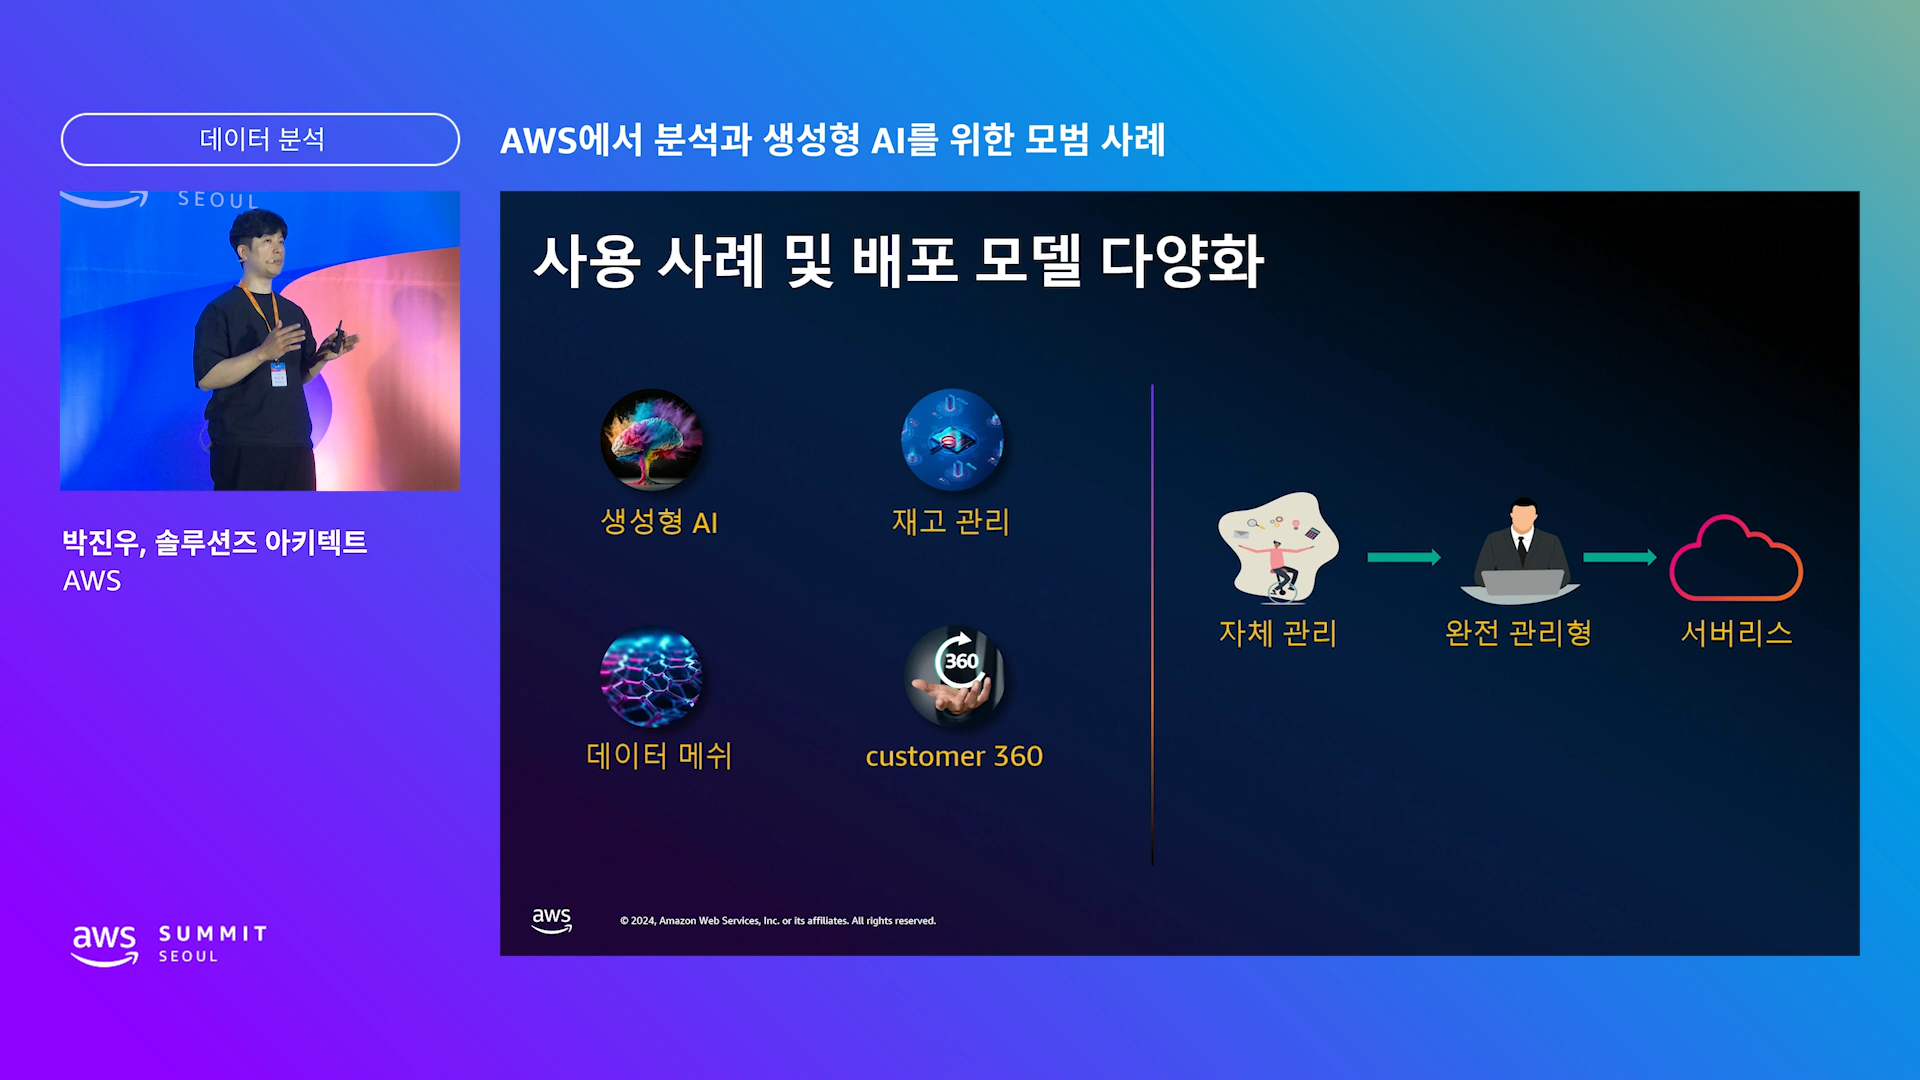 데이터 분석
AWS에서 분석과 생성형 AI를 위한 모범 사례
SEOUL
박진우, 솔루션즈 아키텍트
AWS
사용 사례 및 배포 모델 다양화
생성형 AI
재고 관리
데이터 메쉬
360
customer 360
자체 관리
완전 관리형
서버리스
aws
© 2024, Amazon Web Services, Inc. or its affiliates. All rights reserved.
aws SUMMIT
SEOUL